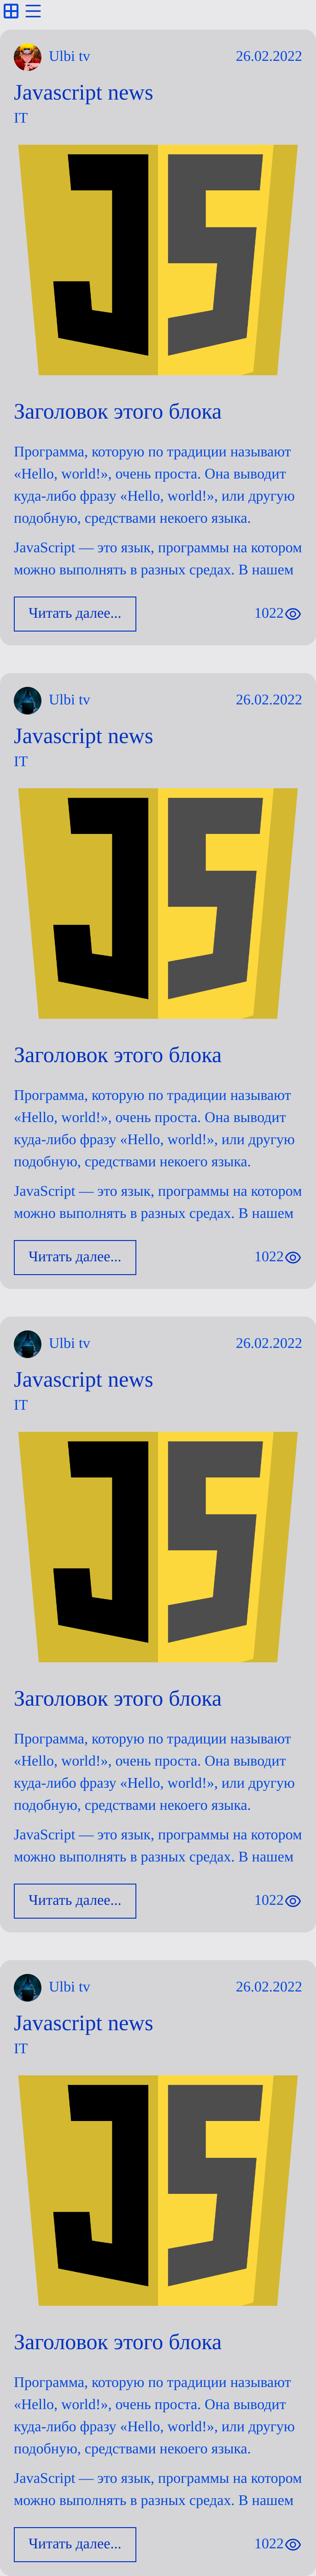 Ulbi tv 26.02.2022
Javascript news
IT
JS
Заголовок этого блока
Программа, которую по традиции называют
«Hello, world!», очень проста. Она выводит
куда-либо фразу «Hello, world!», или другую
подобную, средствами некоего языка.
JavaScript — это язык, программы на котором
можно выполнять в разных средах. В нашем
Читать далее... 1022
Ulbi tv 26.02.2022
Javascript news
IT
JS
Заголовок этого блока
Программа, которую по традиции называют
«Hello, world!», очень проста. Она выводит
куда-либо фразу «Hello, world!», или другую
подобную, средствами некоего языка.
JavaScript — это язык, программы на котором
можно выполнять в разных средах. В нашем
Читать далее... 1022
Ulbi tv 26.02.2022
Javascript news
IT
JS
Заголовок этого блока
Программа, которую по традиции называют
«Hello, world!», очень проста. Она выводит
куда-либо фразу «Hello, world!», или другую
подобную, средствами некоего языка.
JavaScript — это язык, программы на котором
можно выполнять в разных средах. В нашем
Читать далее... 1022
Ulbi tv 26.02.2022
Javascript news
IT
JS
Заголовок этого блока
Программа, которую по традиции называют
«Hello, world!», очень проста. Она выводит
куда-либо фразу «Hello, world!», или другую
подобную, средствами некоего языка.
JavaScript — это язык, программы на котором
можно выполнять в разных средах. В нашем
Читать далее... 1022